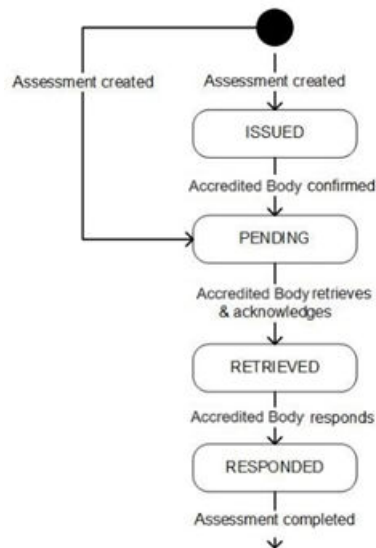 Assessment created
Assessment created
ISSUED
Accredited Body confirmed
PENDING
Accredited Body retrieves
& acknowledges
RETRIEVED
Accredited Body responds
RESPONDED
Assessment completed